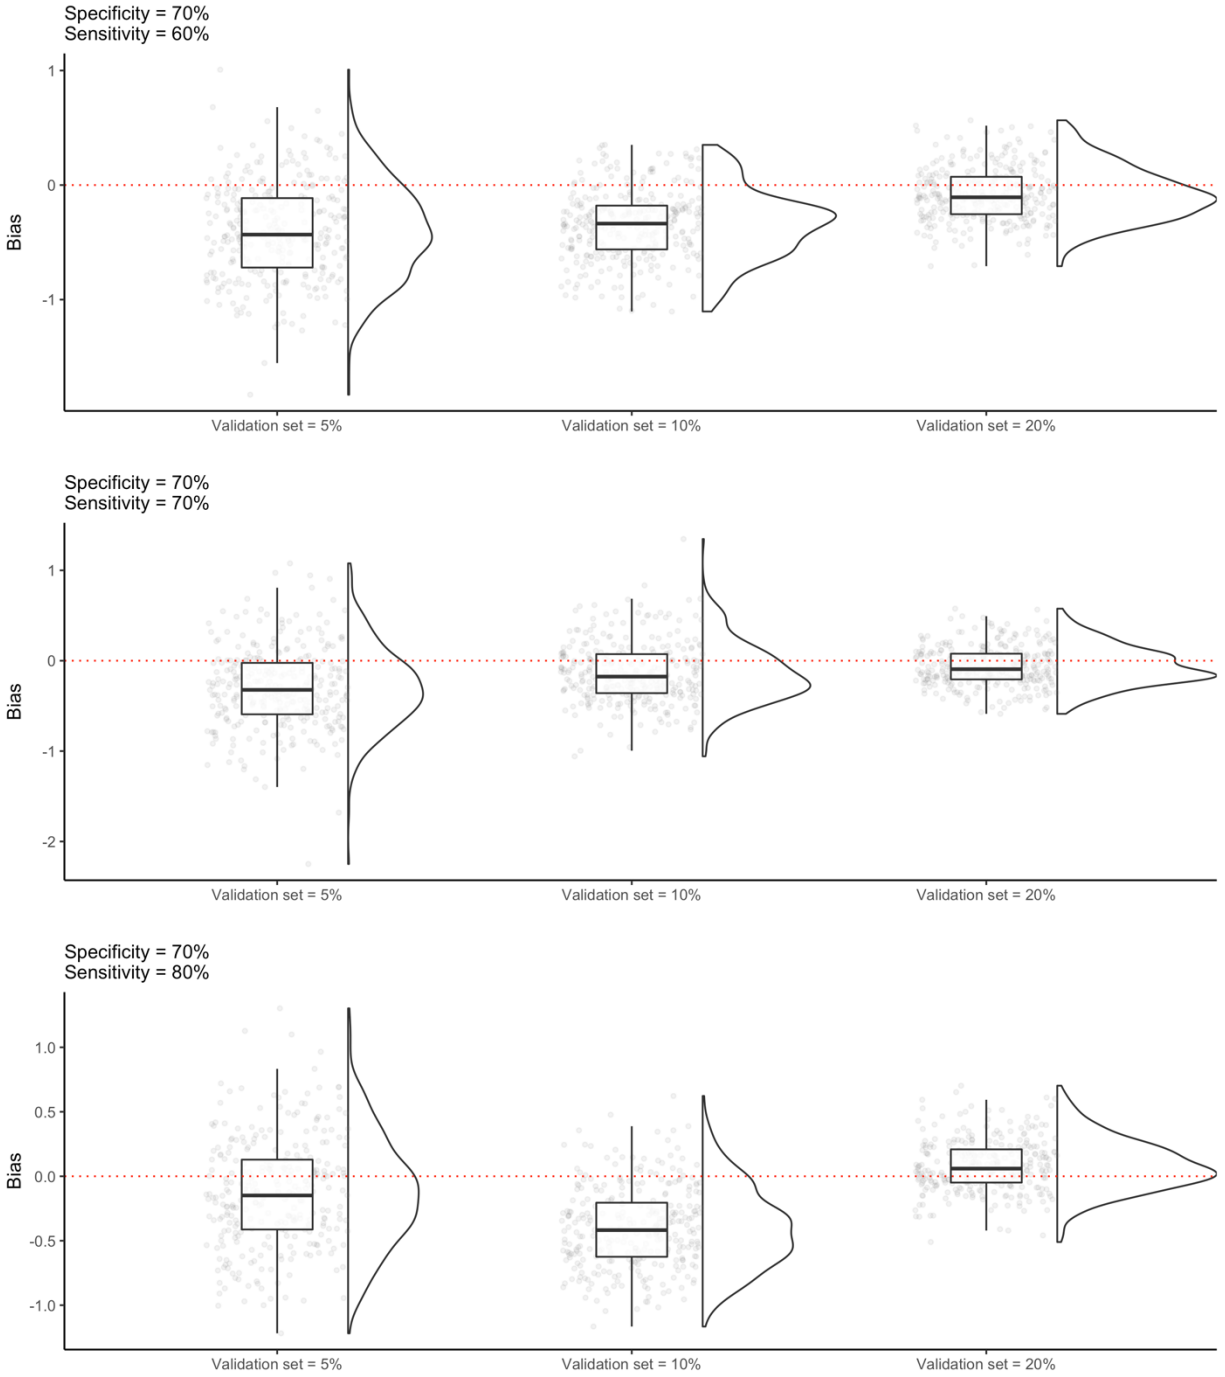 Specificity = 70%
Sensitivity = 60%
1
0
-1
Bias
Validation set = 5%
Validation set = 10%
Validation set = 20%
Specificity = 70%
Sensitivity = 70%
1
0
-1
-2
Bias
Validation set = 5%
Validation set = 10%
Validation set = 20%
Specificity = 70%
Sensitivity = 80%
1.0
0.5
0.0
-0.5
-1.0
Bias
Validation set = 5%
Validation set = 10%
Validation set = 20%